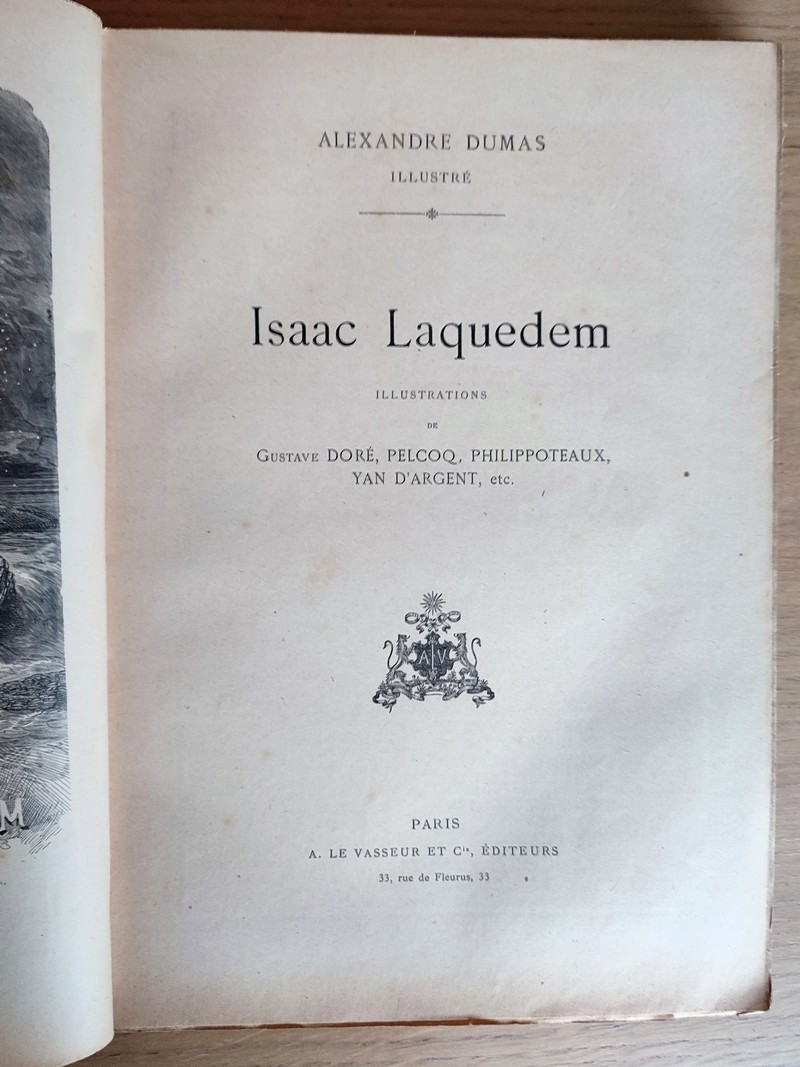 ALEXANDRE DUMAS
ILLUSTRÉ
Isaac Laquedem
ILLUSTRATIONS
DE
GUSTAVE DORÉ, PELCOQ, PHILIPPOTEAUX,
YAN D'ARGENT, etc.
A V
PARIS
A. LE VASSEUR ET Cie, ÉDITEURS
33, rue de Fleurus, 33
M